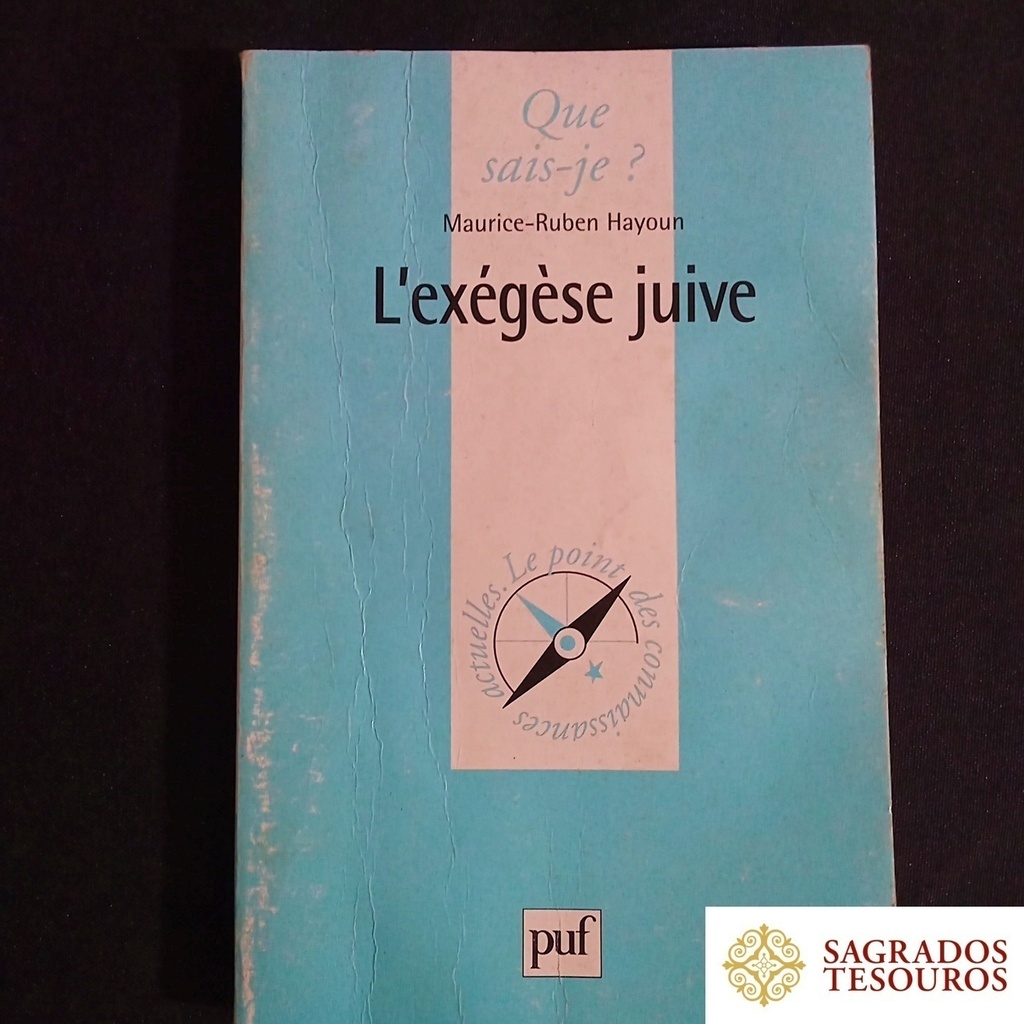 Que
sais-je ?
Maurice-Ruben Hayoun
L'exégèse juive
Le point des connaissances actuelles.
puf
SAGRADOS
TESOUROS